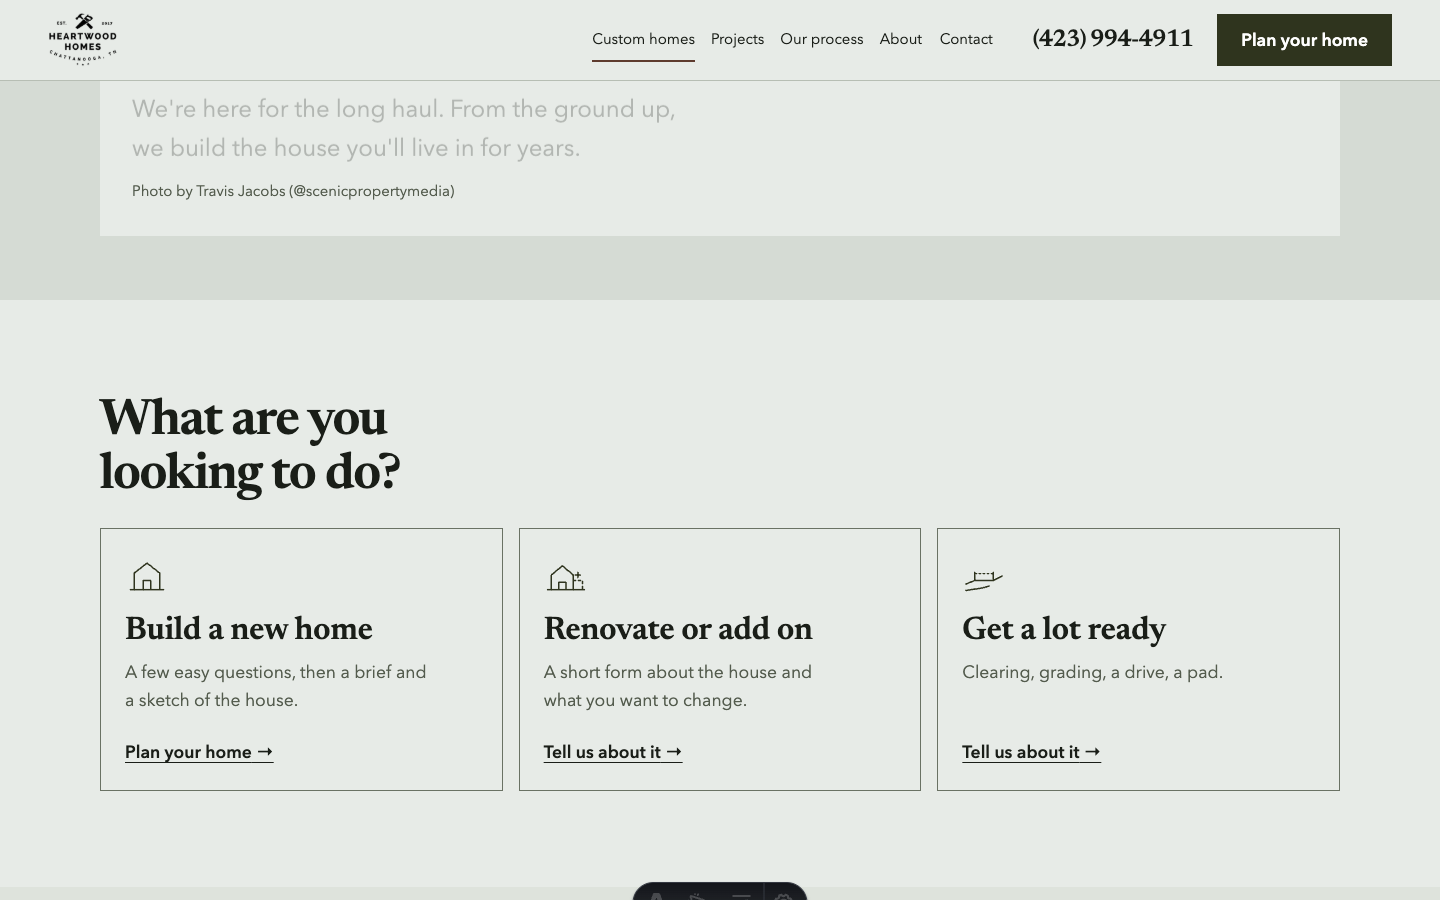 EST. 2017
HEARTWOOD
HOMES
CHATTANOOGA, TN
Custom homes
Projects
Our process
About
Contact
(423) 994-4911
Plan your home
We're here for the long haul. From the ground up,
we build the house you'll live in for years.
Photo by Travis Jacobs (@scenicpropertymedia)
What are you
looking to do?
Build a new home
A few easy questions, then a brief and
a sketch of the house.
Plan your home →
Renovate or add on
A short form about the house and
what you want to change.
Tell us about it →
Get a lot ready
Clearing, grading, a drive, a pad.
Tell us about it →